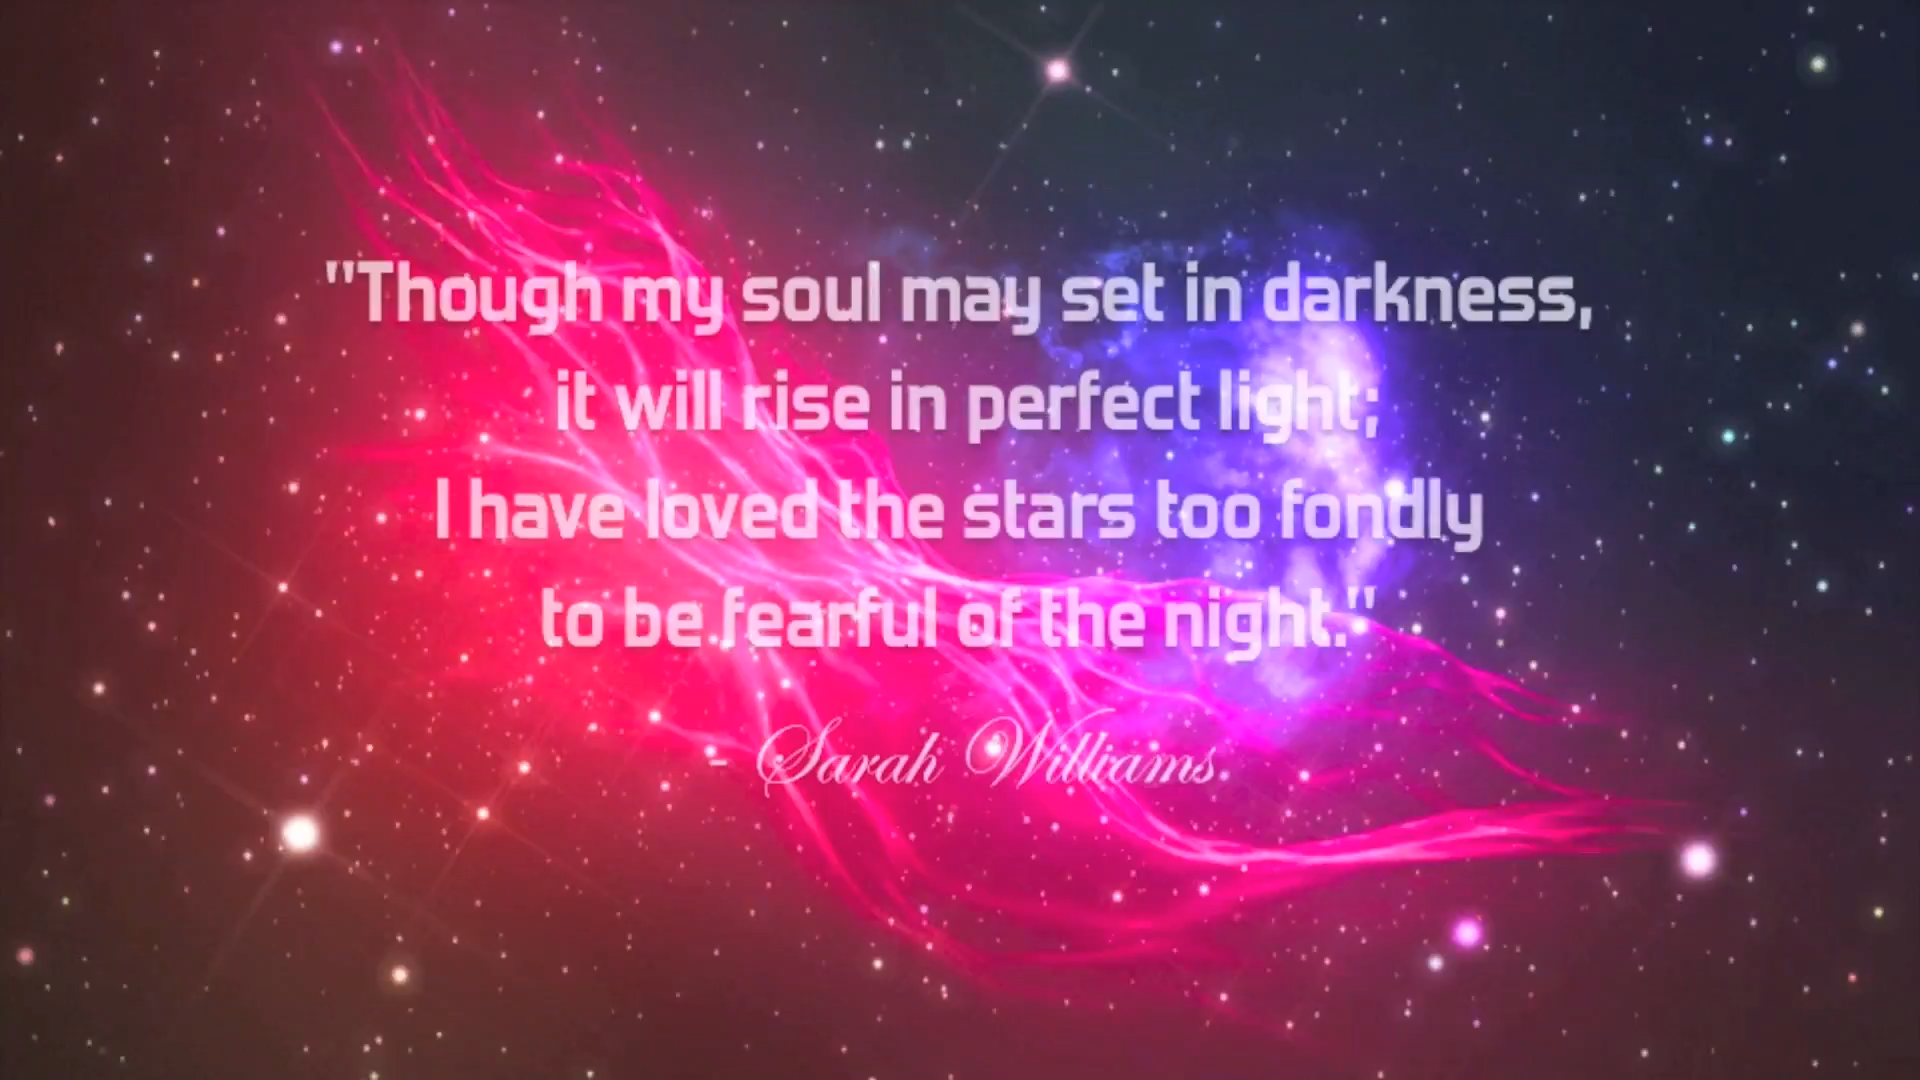 "Though my soul may set in darkness,
it will rise in perfect light;
I have loved the stars too fondly
to be fearful of the night."
- Sarah Williams